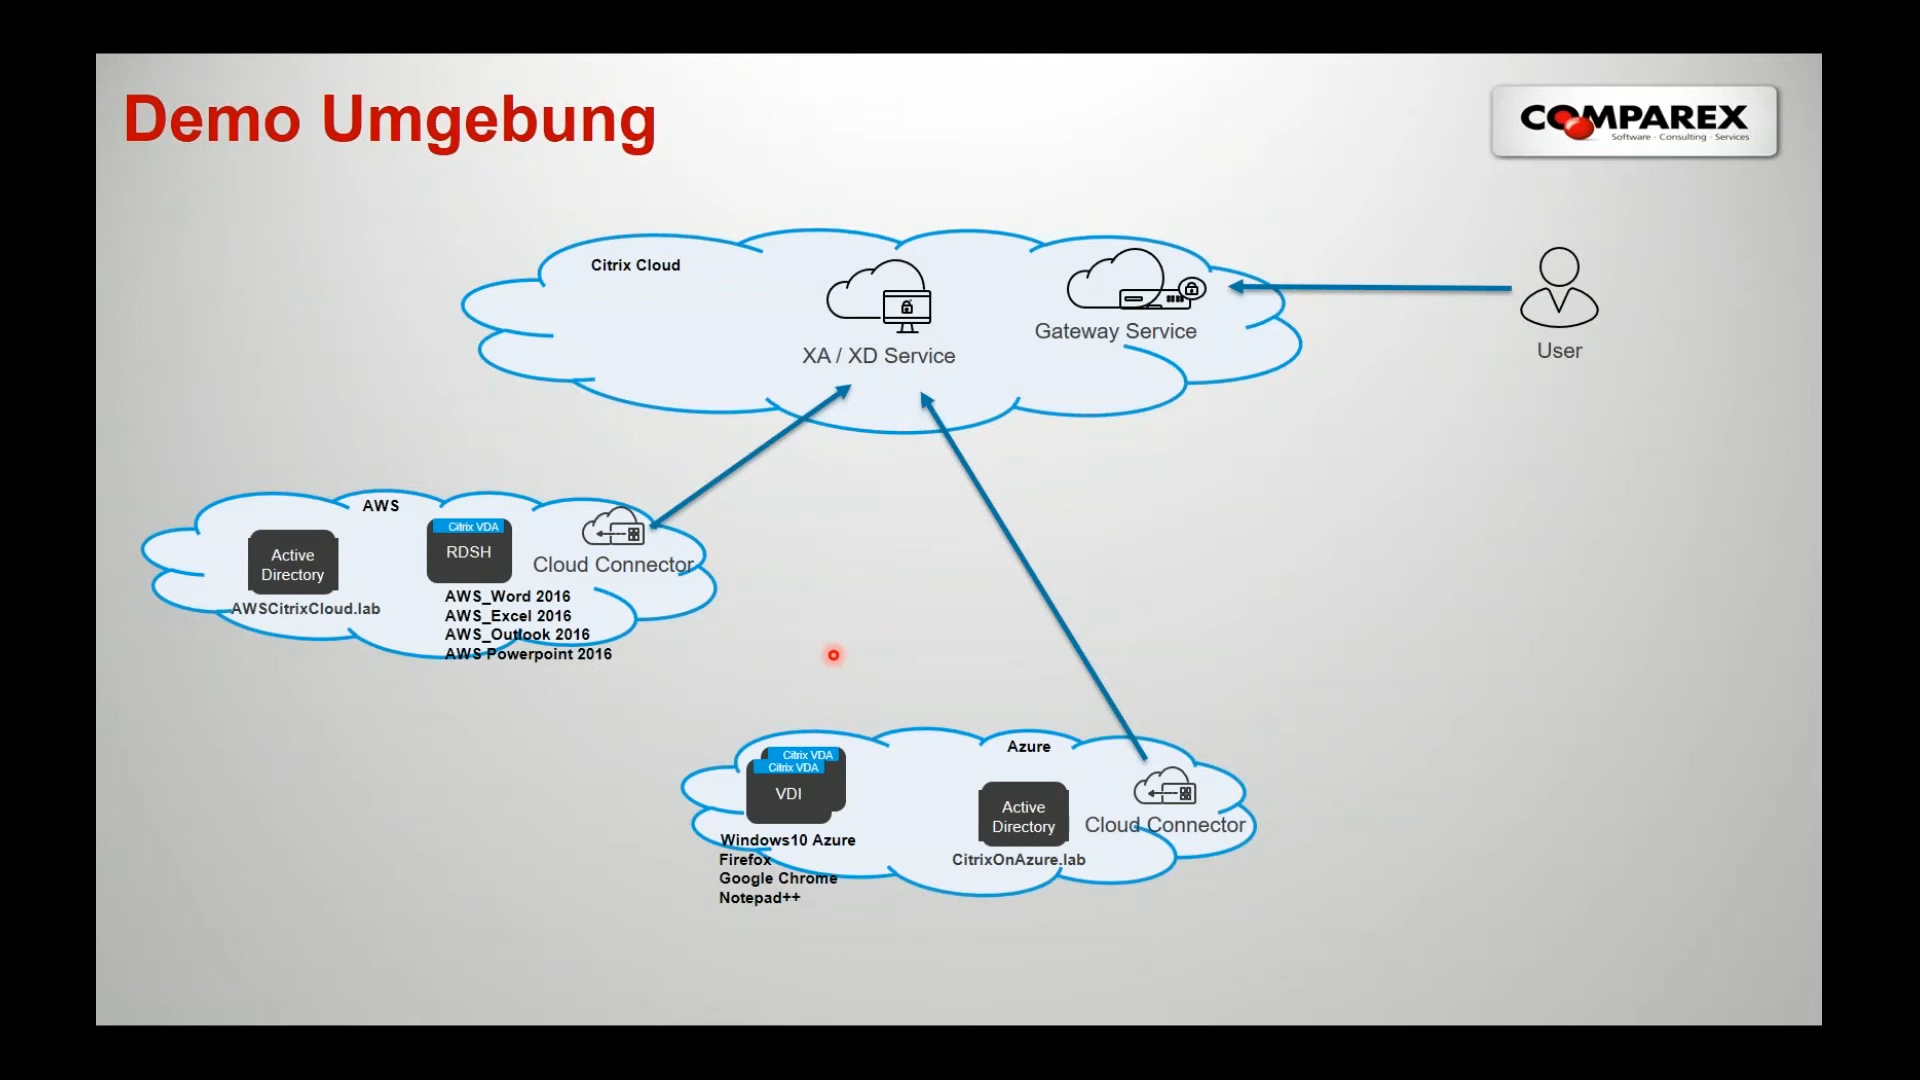 Demo Umgebung
COMPAREX
Software · Consulting · Services
Citrix Cloud
XA / XD Service
Gateway Service
User
AWS
Active
Directory
AWSCitrixCloud.lab
Citrix VDA
RDSH
AWS_Word 2016
AWS_Excel 2016
AWS_Outlook 2016
AWS Powerpoint 2016
Cloud Connector
Azure
Citrix VDA
Citrix VDA
VDI
Windows10 Azure
Firefox
Google Chrome
Notepad++
Active
Directory
CitrixOnAzure.lab
Cloud Connector